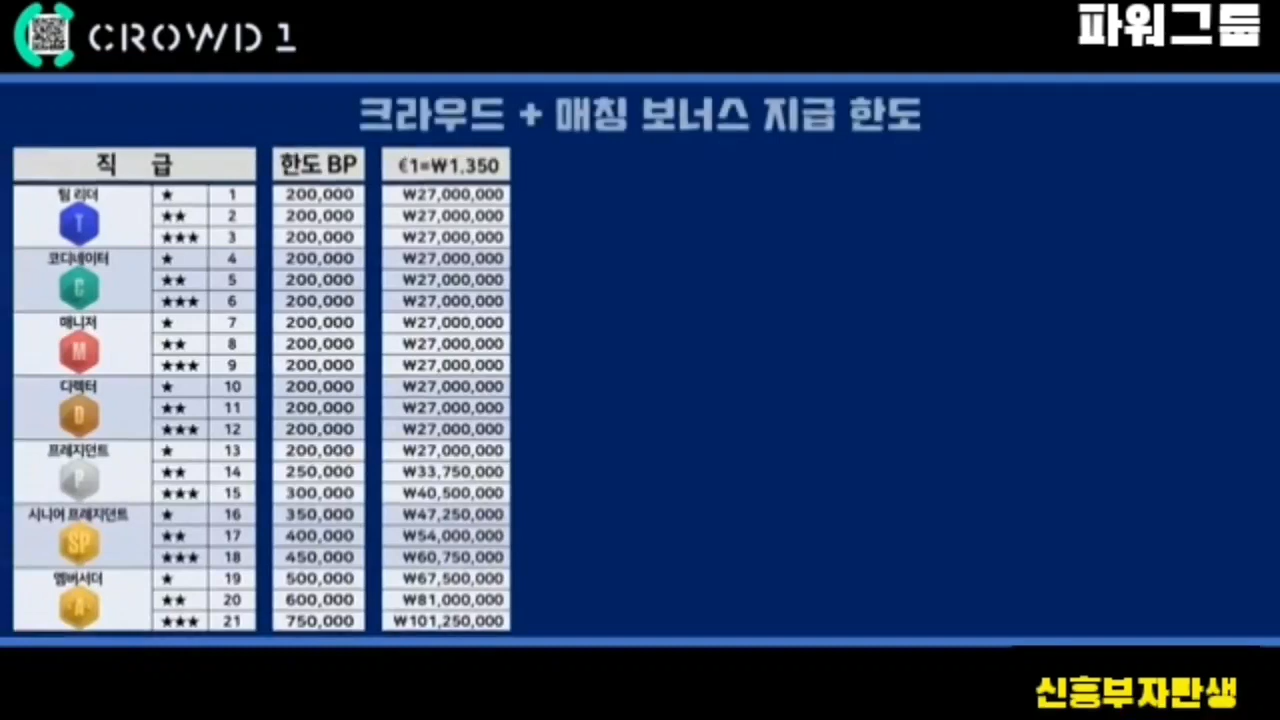 CROWD 1
파워그룹
크라우드 + 매칭 보너스 지급 한도
직 급 한도 BP €1=₩1,350
팀 리더 ★ 1 200,000 ₩27,000,000
T ★★ 2 200,000 ₩27,000,000
★★★ 3 200,000 ₩27,000,000
코디네이터 ★ 4 200,000 ₩27,000,000
C ★★ 5 200,000 ₩27,000,000
★★★ 6 200,000 ₩27,000,000
매니저 ★ 7 200,000 ₩27,000,000
M ★★ 8 200,000 ₩27,000,000
★★★ 9 200,000 ₩27,000,000
디렉터 ★ 10 200,000 ₩27,000,000
D ★★ 11 200,000 ₩27,000,000
★★★ 12 200,000 ₩27,000,000
프레지던트 ★ 13 200,000 ₩27,000,000
P ★★ 14 250,000 ₩33,750,000
★★★ 15 300,000 ₩40,500,000
시니어 프레지던트 ★ 16 350,000 ₩47,250,000
SP ★★ 17 400,000 ₩54,000,000
★★★ 18 450,000 ₩60,750,000
엠버서더 ★ 19 500,000 ₩67,500,000
A ★★ 20 600,000 ₩81,000,000
★★★ 21 750,000 ₩101,250,000
신흥부자탄생